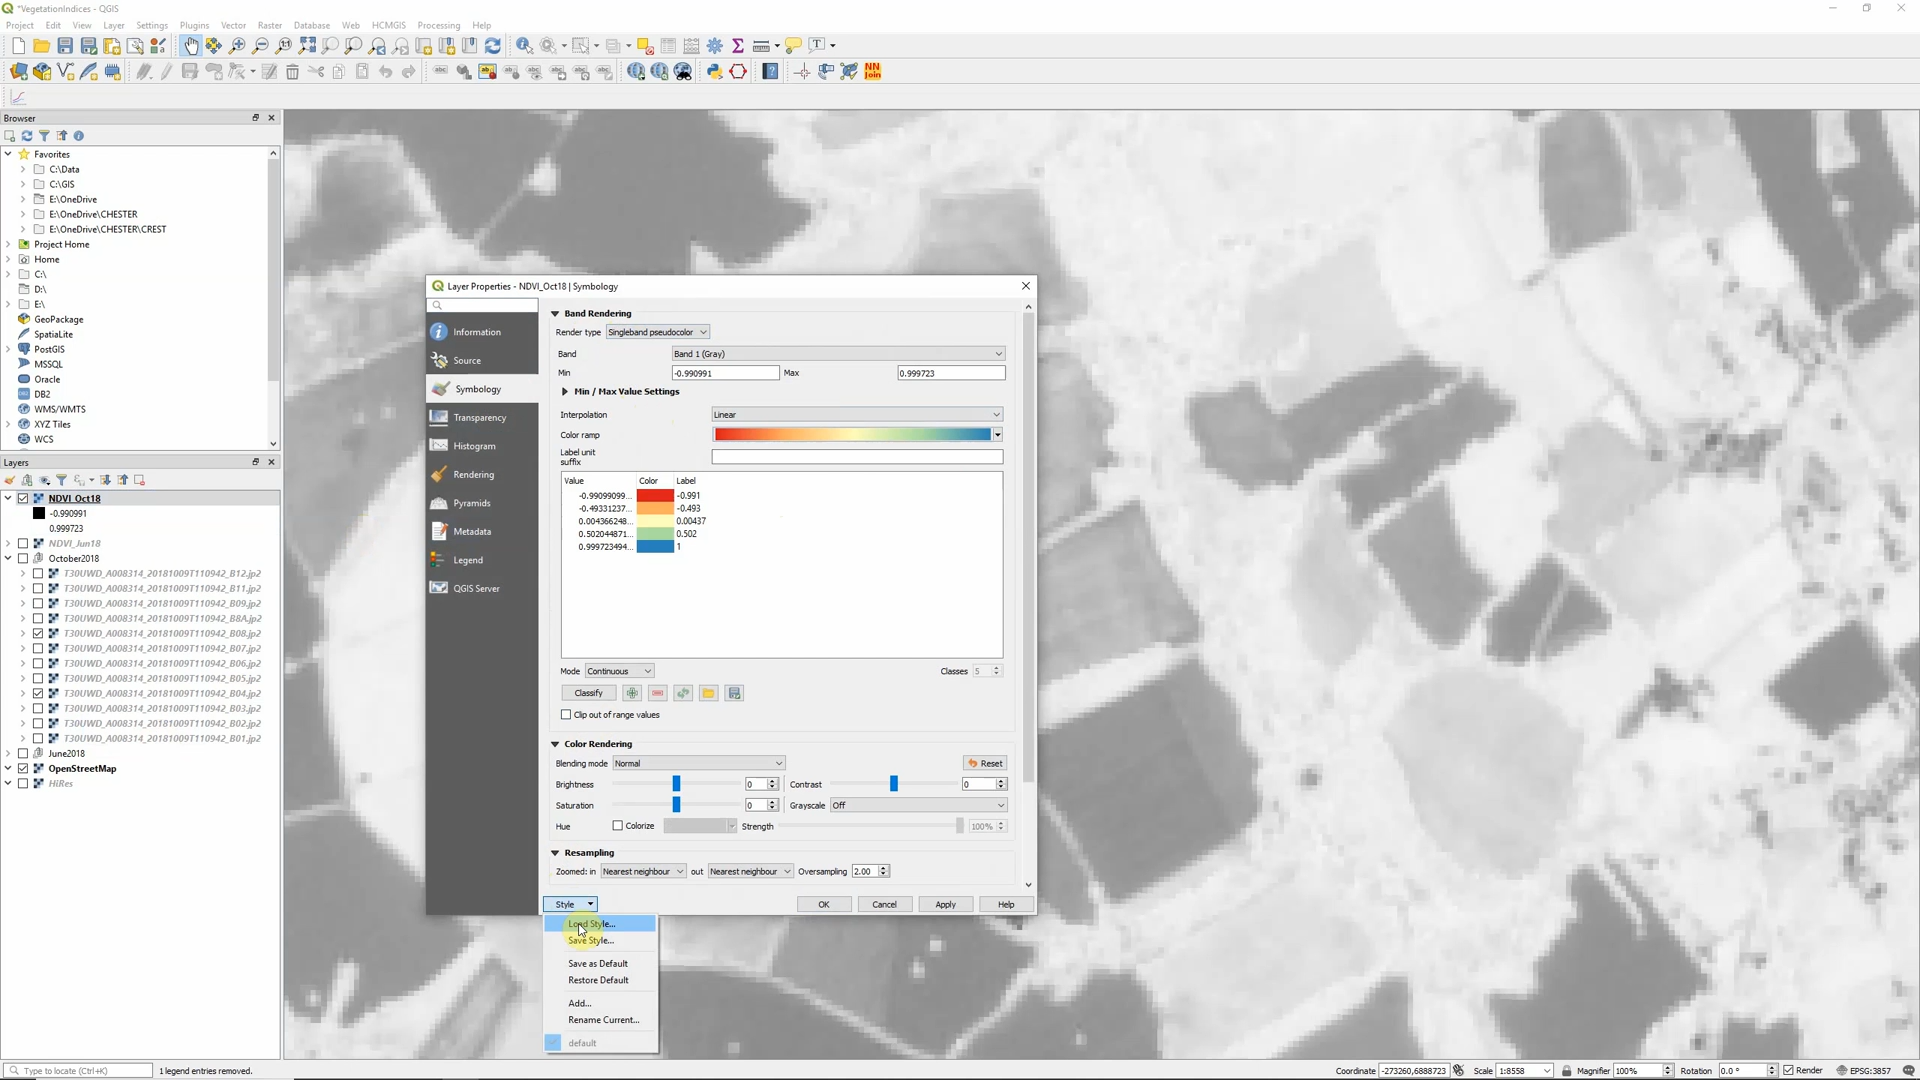 *VegetationIndices - QGIS
Project Edit View Layer Settings Plugins Vector Raster Database Web HCMGIS Processing Help
NN Join
Browser
Favorites
C:\Data
C:\GIS
E:\OneDrive
E:\OneDrive\CHESTER
E:\OneDrive\CHESTER\CREST
Project Home
Home
C:\
D:\
E:\
GeoPackage
SpatiaLite
PostGIS
MSSQL
Oracle
DB2
WMS/WMTS
XYZ Tiles
WCS
Layers
NDVI_Oct18
-0.990991
0.999723
NDVI_Jun18
October2018
T30UWD_A008314_20181009T110942_B12.jp2
T30UWD_A008314_20181009T110942_B11.jp2
T30UWD_A008314_20181009T110942_B09.jp2
T30UWD_A008314_20181009T110942_B8A.jp2
T30UWD_A008314_20181009T110942_B08.jp2
T30UWD_A008314_20181009T110942_B07.jp2
T30UWD_A008314_20181009T110942_B06.jp2
T30UWD_A008314_20181009T110942_B05.jp2
T30UWD_A008314_20181009T110942_B04.jp2
T30UWD_A008314_20181009T110942_B03.jp2
T30UWD_A008314_20181009T110942_B02.jp2
T30UWD_A008314_20181009T110942_B01.jp2
June2018
OpenStreetMap
HiRes
Layer Properties - NDVI_Oct18 | Symbology
Information
Source
Symbology
Transparency
Histogram
Rendering
Pyramids
Metadata
Legend
QGIS Server
Band Rendering
Render type Singleband pseudocolor
Band Band 1 (Gray)
Min -0.990991 Max 0.999723
Min / Max Value Settings
Interpolation Linear
Color ramp
Label unit
suffix
Value Color Label
-0.99099099... -0.991
-0.49331237... -0.493
0.004366248... 0.00437
0.502044871... 0.502
0.999723494... 1
Mode Continuous Classes 5
Classify
Clip out of range values
Color Rendering
Blending mode Normal Reset
Brightness 0 Contrast 0
Saturation 0 Grayscale Off
Hue Colorize Strength 100%
Resampling
Zoomed: in Nearest neighbour out Nearest neighbour Oversampling 2.00
Style OK Cancel Apply Help
Load Style...
Save Style...
Save as Default
Restore Default
Add...
Rename Current...
default
Type to locate (Ctrl+K) 1 legend entries removed. Coordinate -273260,6888723 Scale 1:8558 Magnifier 100% Rotation 0.0 ° Render EPSG:3857